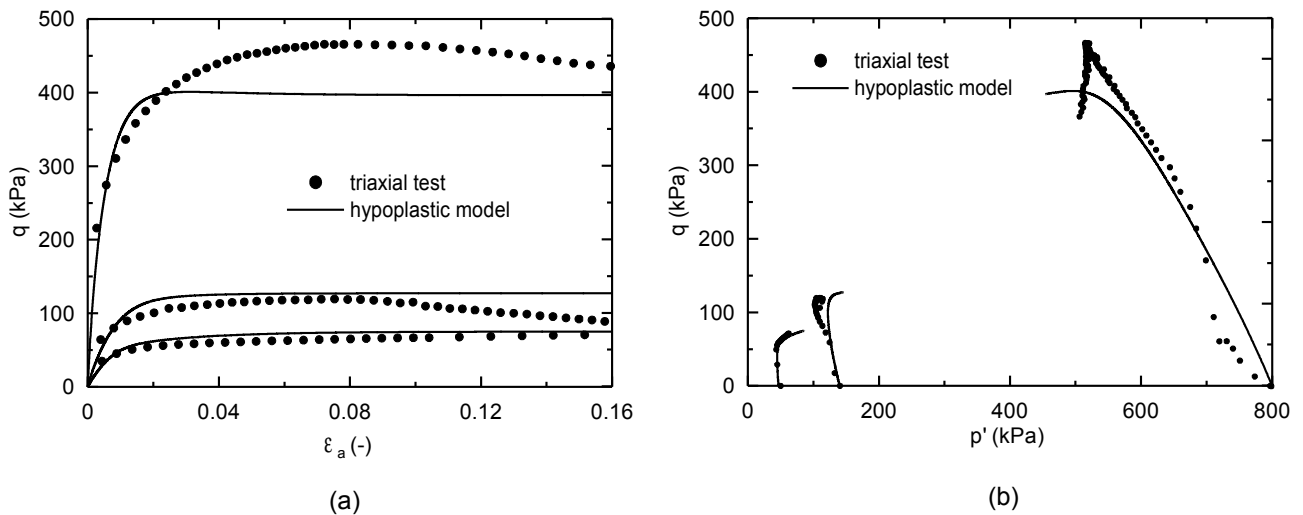 500
400
300
200
100
0
q (kPa)
triaxial test
hypoplastic model
0
0.04
0.08
0.12
0.16
ε a (-)
(a)
500
400
300
200
100
0
q (kPa)
triaxial test
hypoplastic model
0
200
400
600
800
p' (kPa)
(b)